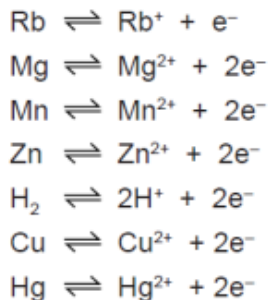 Rb ⇌ Rb⁺ + e⁻
Mg ⇌ Mg²⁺ + 2e⁻
Mn ⇌ Mn²⁺ + 2e⁻
Zn ⇌ Zn²⁺ + 2e⁻
H₂ ⇌ 2H⁺ + 2e⁻
Cu ⇌ Cu²⁺ + 2e⁻
Hg ⇌ Hg²⁺ + 2e⁻